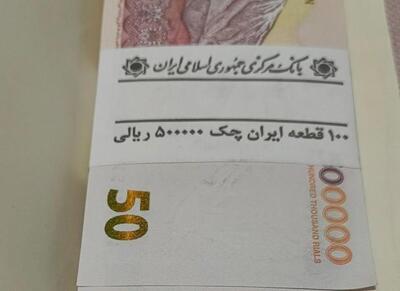 بانک مرکزی جمهوری اسلامی ایران
۱۰۰ قطعه ایران چک ۵۰۰۰۰۰ ریالی
50
00000
HUNDRED THOUSAND RIALS